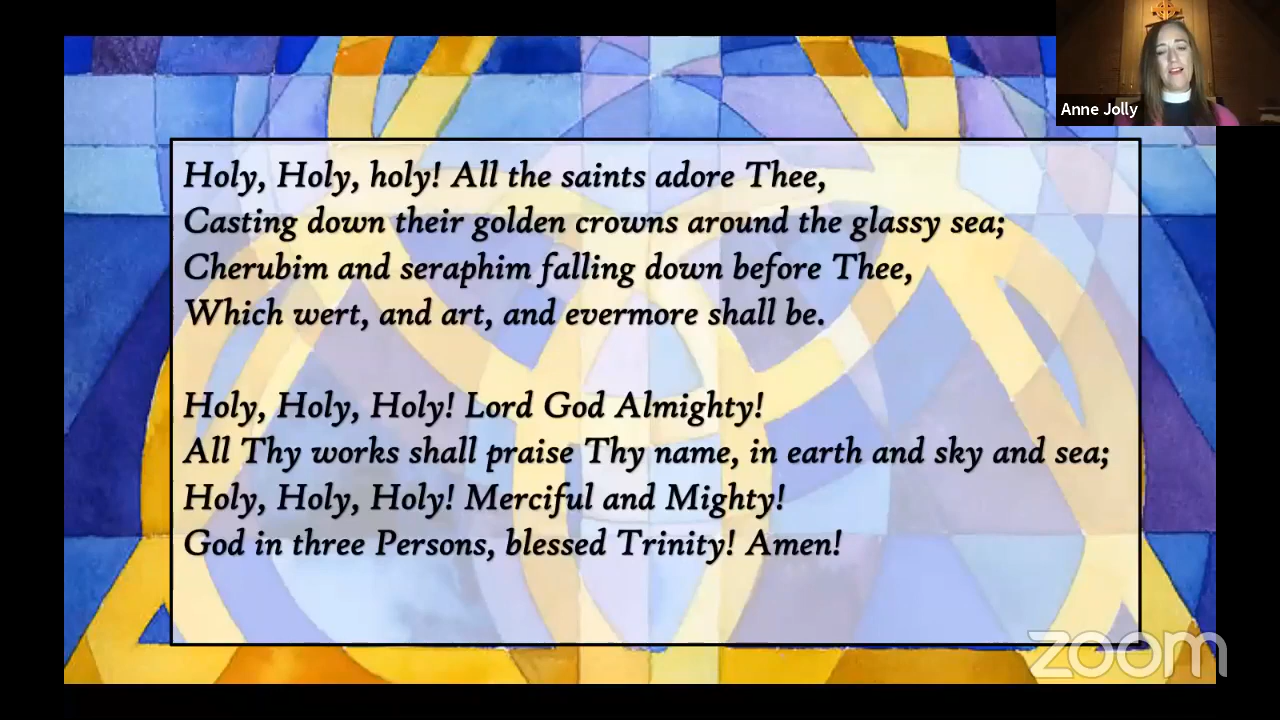 Anne Jolly
Holy, Holy, holy! All the saints adore Thee,
Casting down their golden crowns around the glassy sea;
Cherubim and seraphim falling down before Thee,
Which wert, and art, and evermore shall be.
Holy, Holy, Holy! Lord God Almighty!
All Thy works shall praise Thy name, in earth and sky and sea;
Holy, Holy, Holy! Merciful and Mighty!
God in three Persons, blessed Trinity! Amen!
zoom